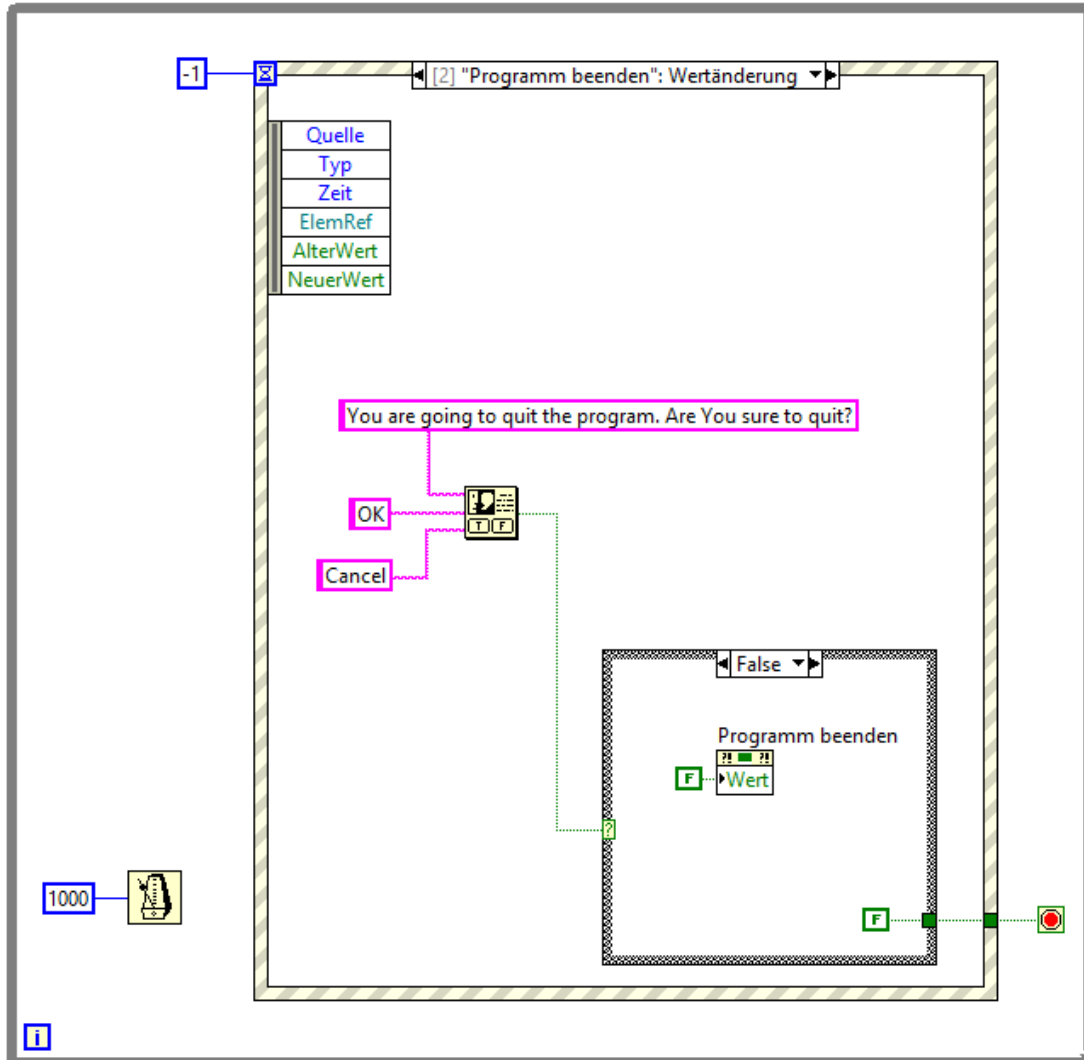 -1
[2] "Programm beenden": Wertänderung
Quelle
Typ
Zeit
ElemRef
AlterWert
NeuerWert
You are going to quit the program. Are You sure to quit?
OK
T F
Cancel
False
Programm beenden
?! ?!
F
Wert
?
1000
F
i